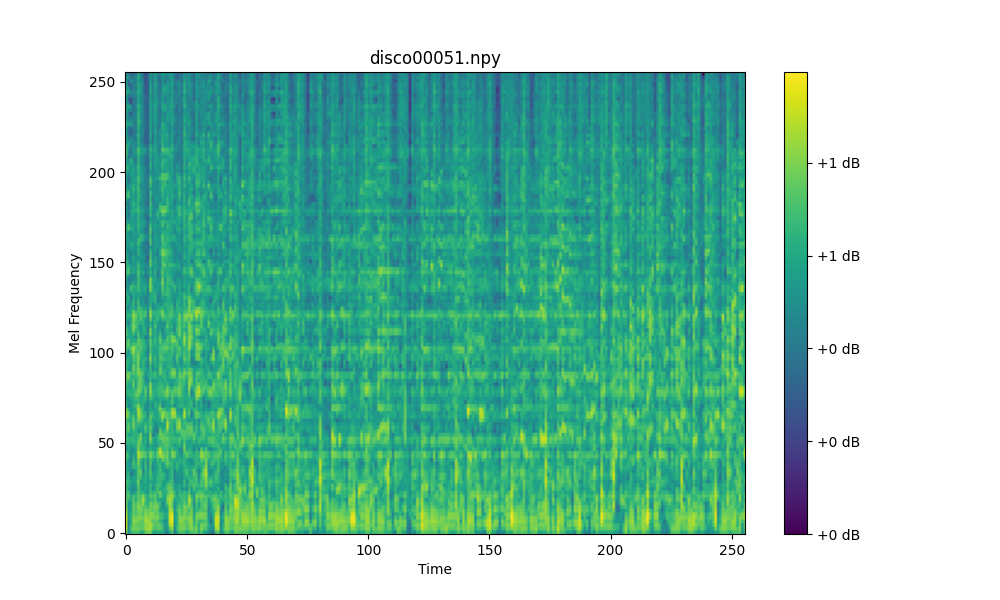 disco00051.npy
Mel Frequency
250
200
150
100
50
0
0 50 100 150 200 250
Time
+1 dB
+1 dB
+0 dB
+0 dB
+0 dB